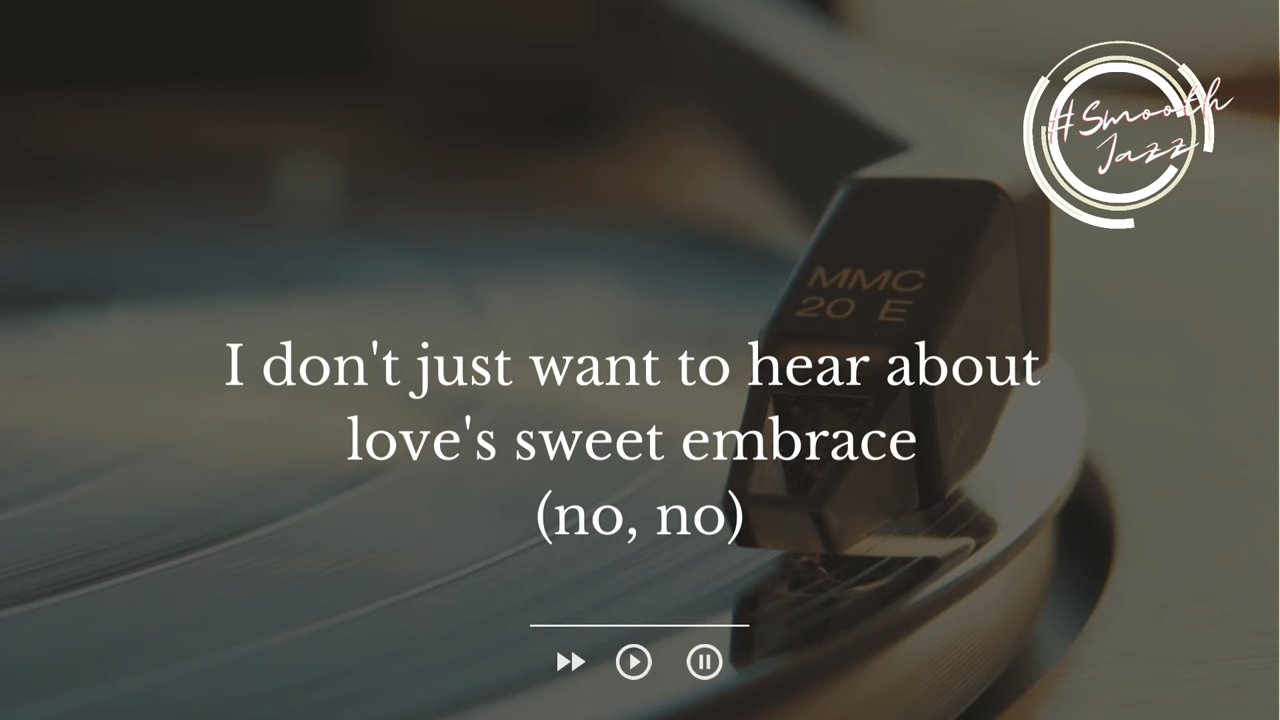 #Smooth
Jazz
MMC
20 E
I don't just want to hear about
love's sweet embrace
(no, no)